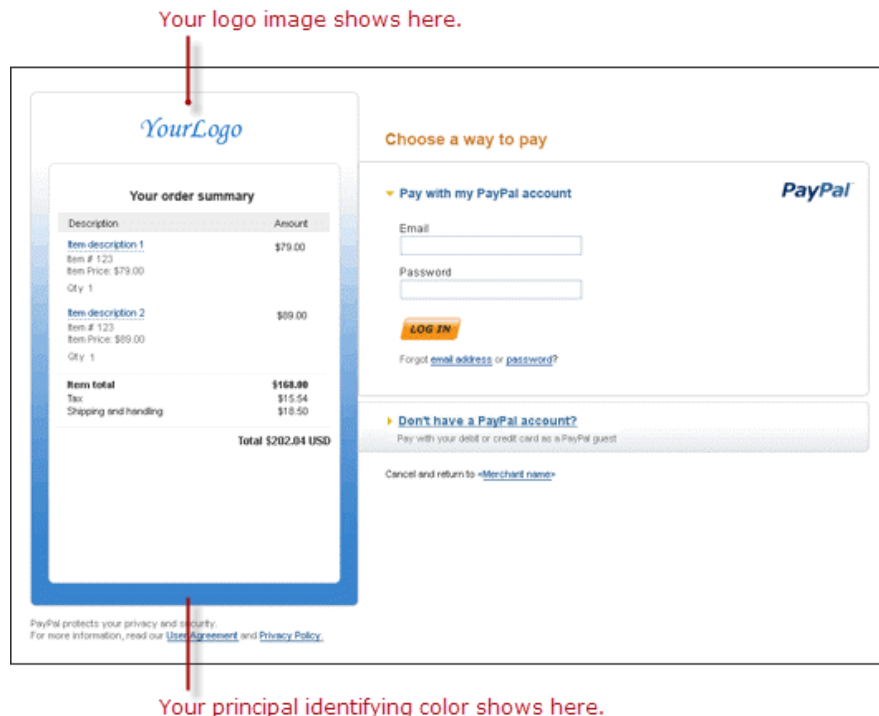 Your logo image shows here.
YourLogo
Your order summary
Description Amount
Item description 1 $79.00
Item # 123
Item Price: $79.00
Qty 1
Item description 2 $89.00
Item # 123
Item Price: $89.00
Qty 1
Item total $168.00
Tax $15.54
Shipping and handling $18.50
Total $202.04 USD
Choose a way to pay
Pay with my PayPal account PayPal
Email
Password
LOG IN
Forgot email address or password?
Don't have a PayPal account?
Pay with your debit or credit card as a PayPal guest
Cancel and return to <Merchant name>
PayPal protects your privacy and security.
For more information, read our User Agreement and Privacy Policy.
Your principal identifying color shows here.